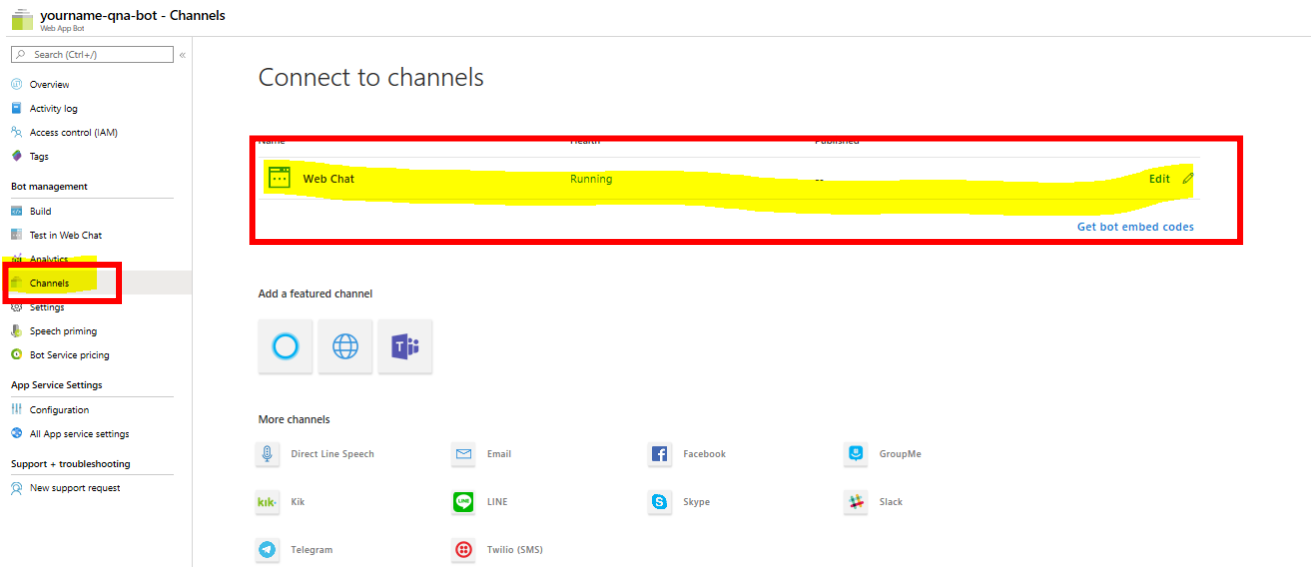 yourname-qna-bot - Channels
Web App Bot
Search (Ctrl+/)
«
Overview
Activity log
Access control (IAM)
Tags
Bot management
Build
Test in Web Chat
Analytics
Channels
Settings
Speech priming
Bot Service pricing
App Service Settings
Configuration
All App service settings
Support + troubleshooting
New support request
Connect to channels
Name Health Published
Web Chat Running -- Edit
Get bot embed codes
Add a featured channel
More channels
Direct Line Speech Email Facebook GroupMe
kik· Kik LINE LINE Skype Slack
Telegram Twilio (SMS)